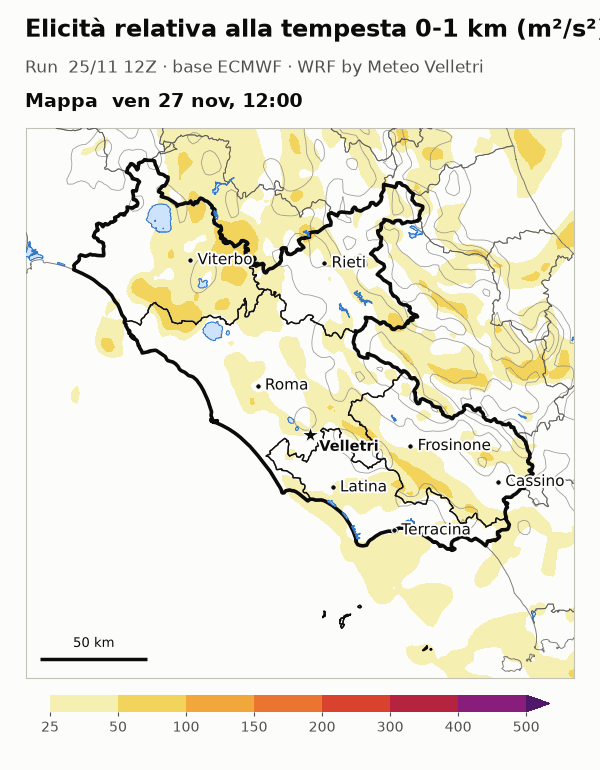 Elicità relativa alla tempesta 0-1 km (m²/s²)
Run 25/11 12Z · base ECMWF · WRF by Meteo Velletri
Mappa ven 27 nov, 12:00
Viterbo
Rieti
Roma
Velletri
Frosinone
Latina
Cassino
Terracina
50 km
25 50 100 150 200 300 400 500